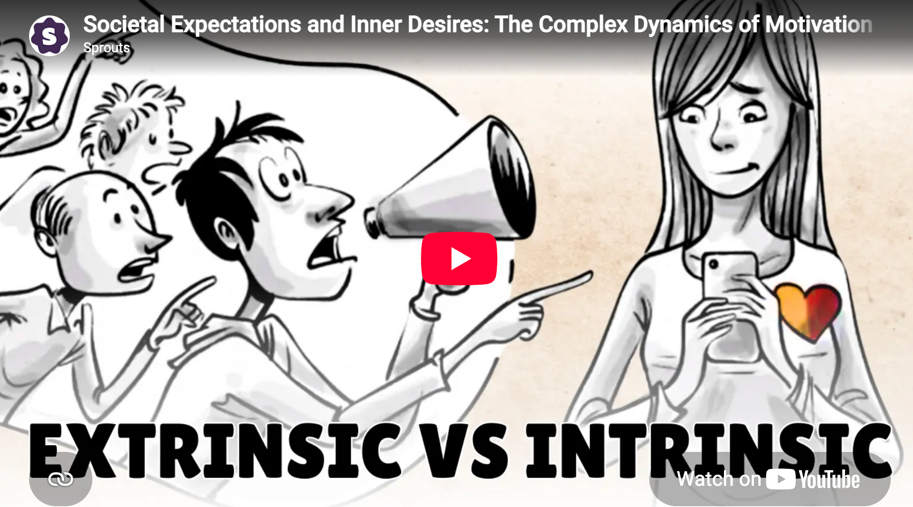 Societal Expectations and Inner Desires: The Complex Dynamics of Motivation
Sprouts
EXTRINSIC VS INTRINSIC
Watch on YouTube